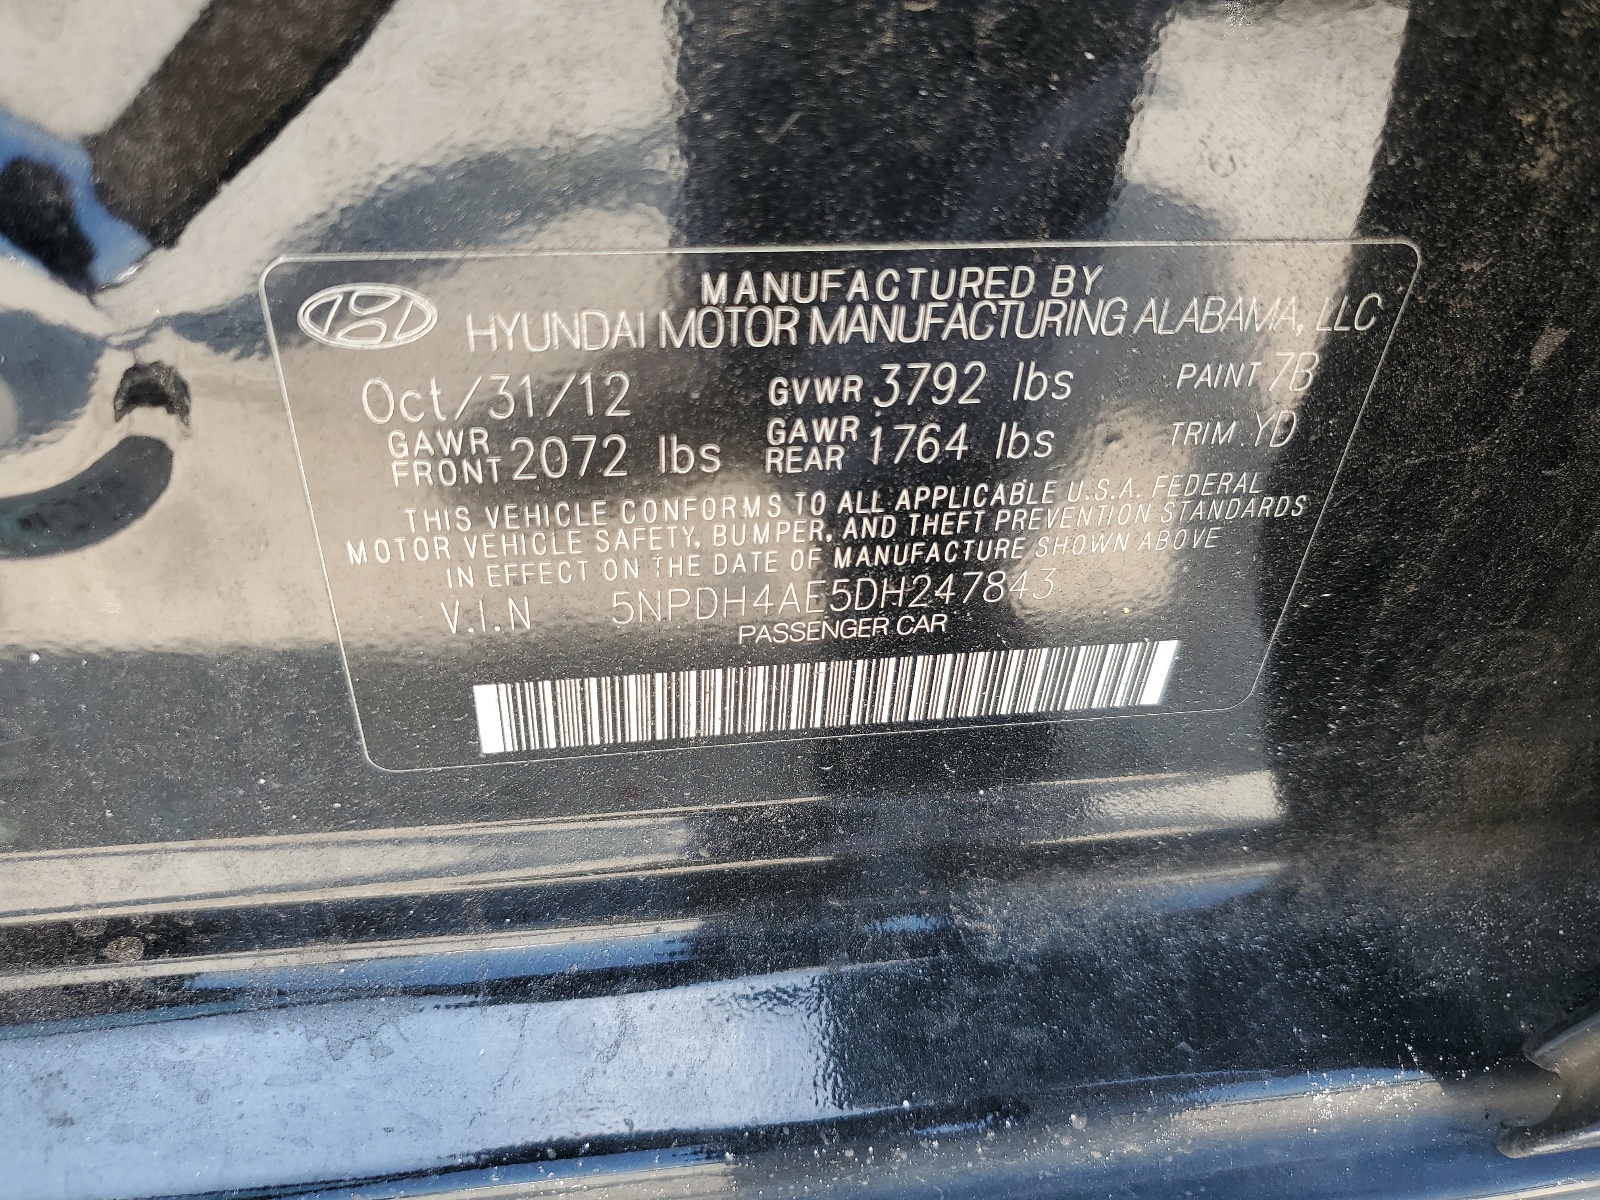 MANUFACTURED BY
HYUNDAI MOTOR MANUFACTURING ALABAMA, LLC
Oct/31/12 GVWR 3792 lbs PAINT 7B
GAWR FRONT 2072 lbs GAWR REAR 1764 lbs TRIM YD
THIS VEHICLE CONFORMS TO ALL APPLICABLE U.S.A. FEDERAL
MOTOR VEHICLE SAFETY, BUMPER, AND THEFT PREVENTION STANDARDS
IN EFFECT ON THE DATE OF MANUFACTURE SHOWN ABOVE
V.I.N 5NPDH4AE5DH247843
PASSENGER CAR